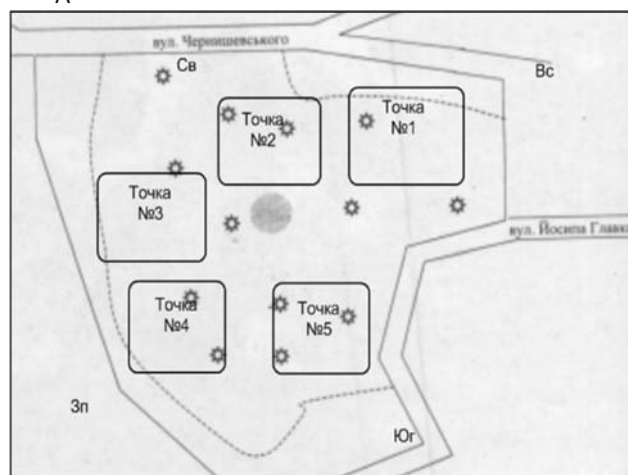 вул. Чернишевського
Св
Вс
Точка
№2
Точка
№1
Точка
№3
вул. Йосипа Главки
Точка
№4
Точка
№5
Зп
Юг